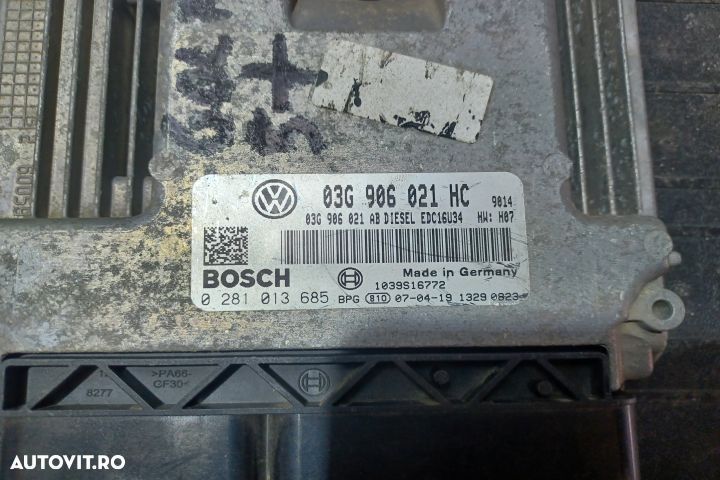 03G 906 021 HC 9014
03G 906 021 AB DIESEL EDC16U34 HW: H07
BOSCH Made in Germany
1039S16772
0 281 013 685 BPG 810 07-04-19 1329 0823
>PA66-
GF30<
8277
AUTOVIT.RO